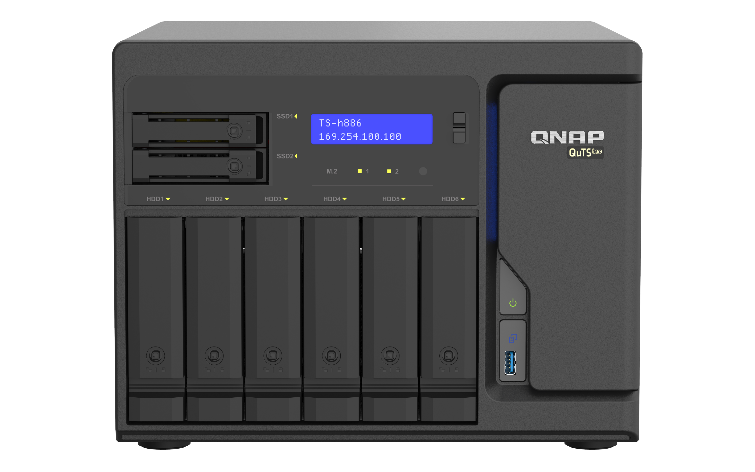 SSD1
TS-h886
169.254.100.100
SSD2
M.2 1 2
HDD1 HDD2 HDD3 HDD4 HDD5 HDD6
QNAP
QuTS hero